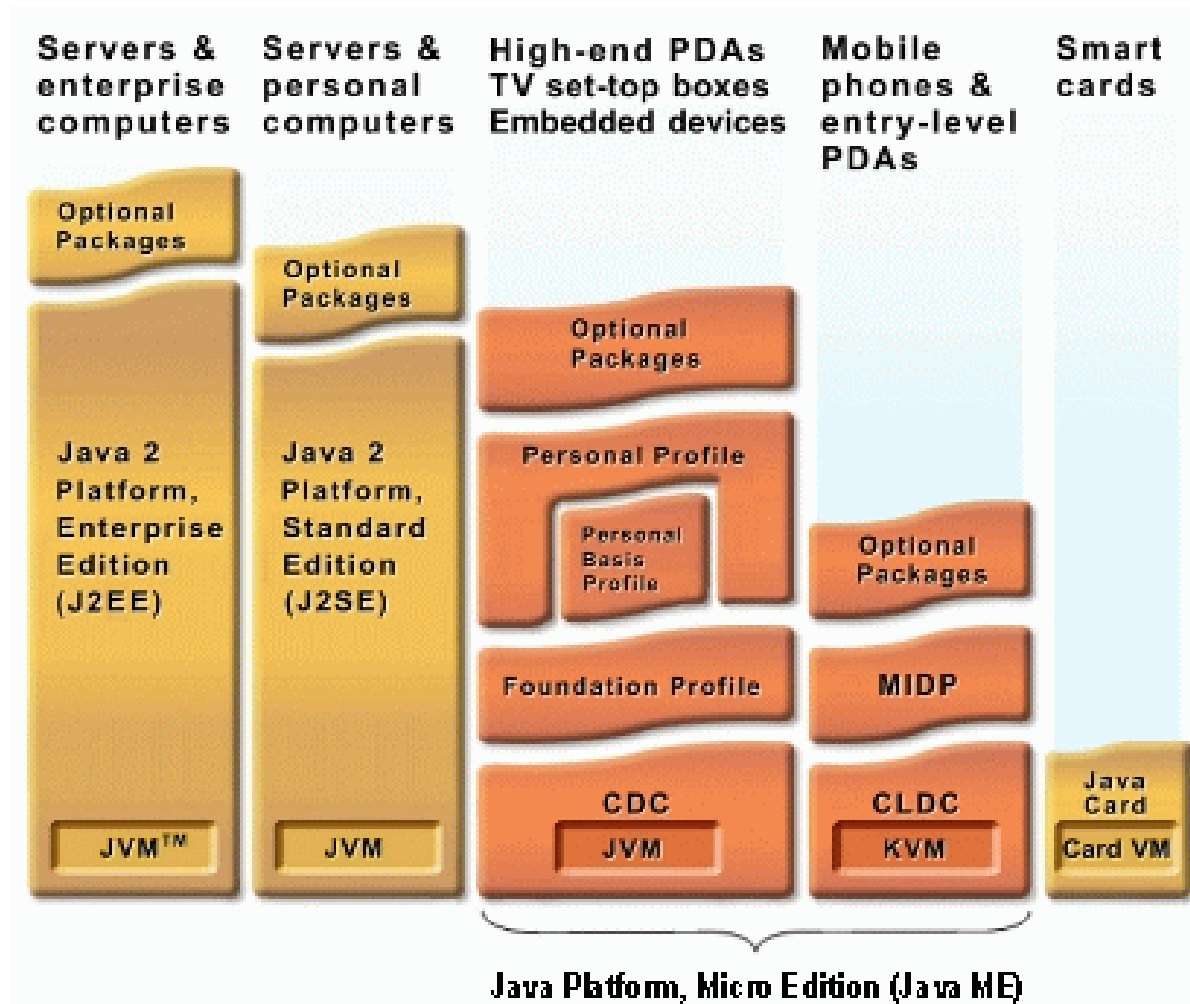 Servers &
enterprise
computers
Servers &
personal
computers
High-end PDAs
TV set-top boxes
Embedded devices
Mobile
phones &
entry-level
PDAs
Smart
cards
Optional
Packages
Java 2
Platform,
Enterprise
Edition
(J2EE)
JVM™
Optional
Packages
Java 2
Platform,
Standard
Edition
(J2SE)
JVM
Optional
Packages
Personal Profile
Personal
Basis
Profile
Foundation Profile
CDC
JVM
Optional
Packages
MIDP
CLDC
KVM
Java
Card
Card VM
Java Platform, Micro Edition (Java ME)